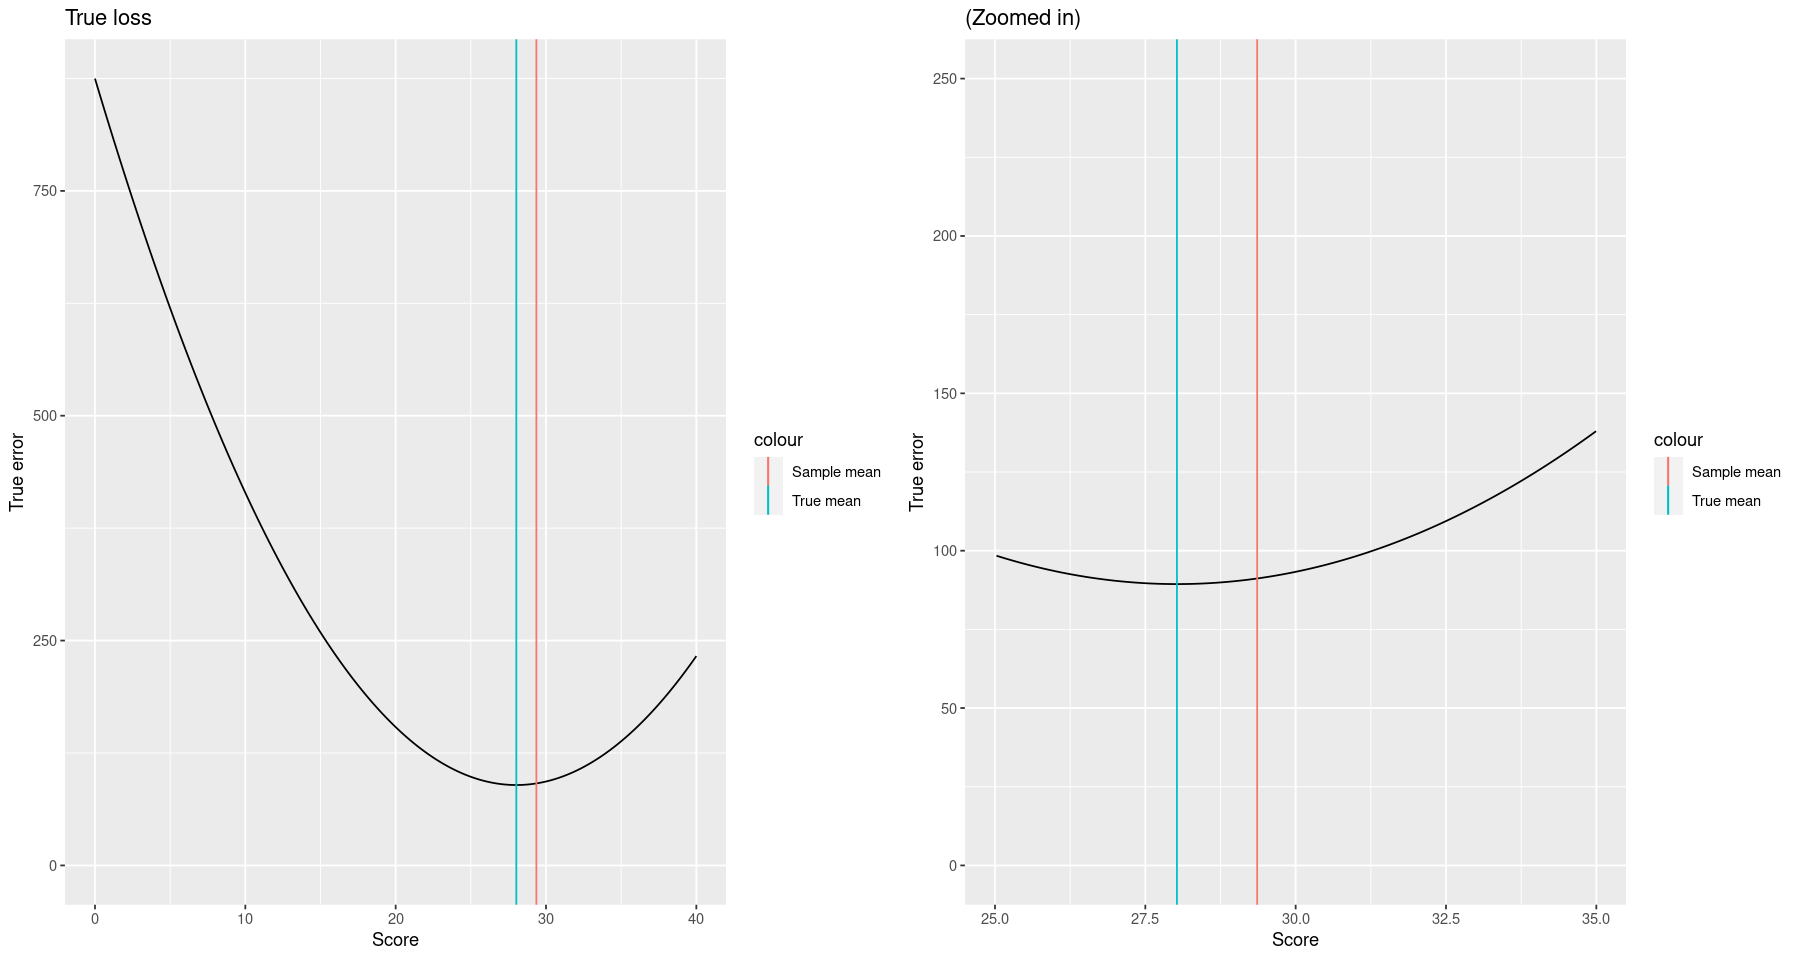 True loss
True error
750
500
250
0
0 10 20 30 40
Score
colour
Sample mean
True mean
(Zoomed in)
True error
250
200
150
100
50
0
25.0 27.5 30.0 32.5 35.0
Score
colour
Sample mean
True mean